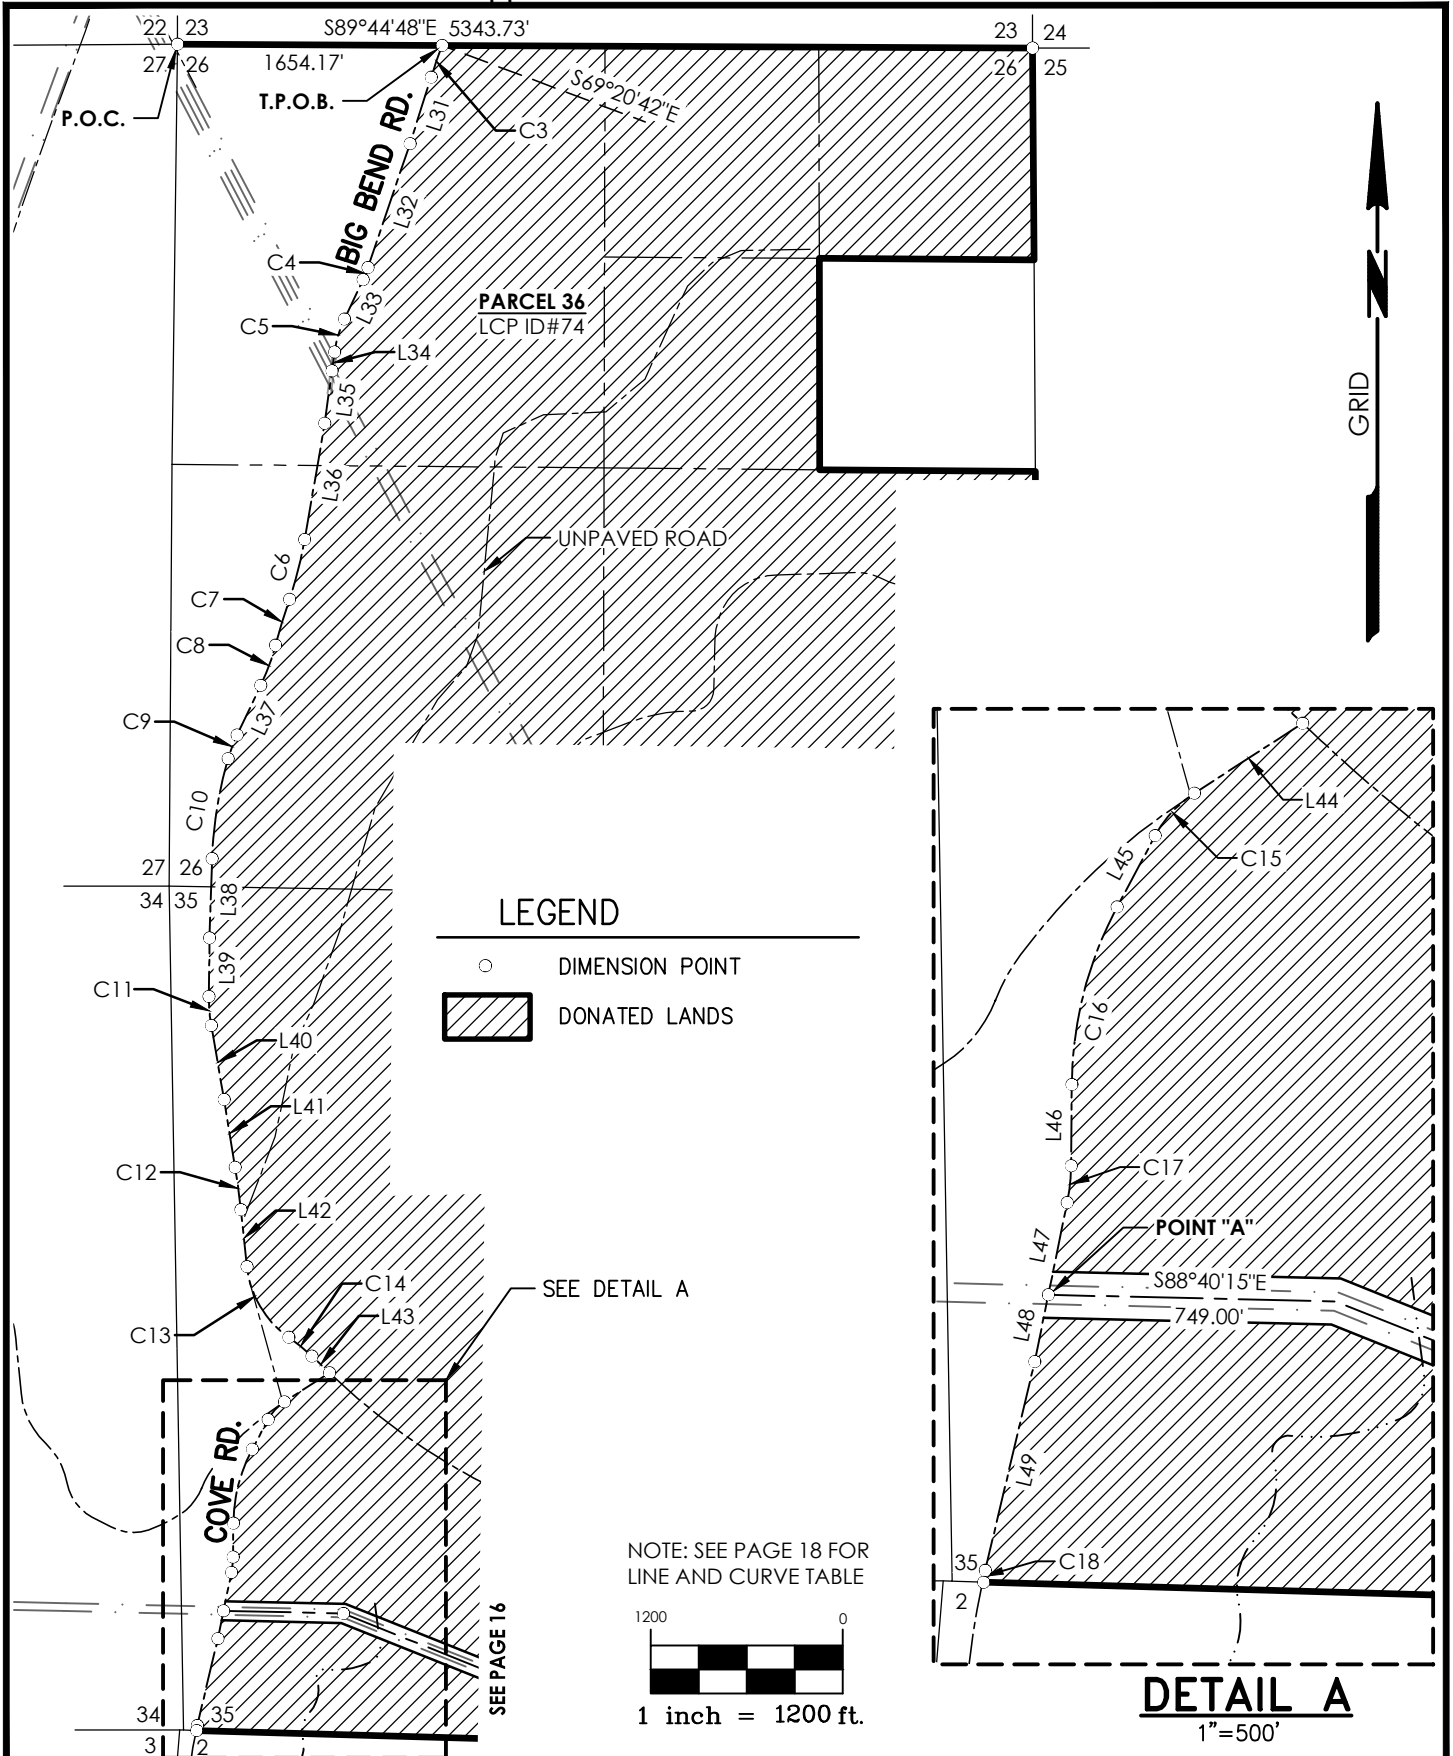 22 23
S89°44'48"E 5343.73'
23 24
27 26
1654.17'
26 25
P.O.C.
T.P.O.B.
S69°20'42"E
C3
L31
BIG BEND RD.
L32
C4
L33
PARCEL 36
LCP ID#74
C5
L34
L35
GRID
N
L36
UNPAVED ROAD
C6
C7
C8
L37
C9
C10
27 26
34 35
L38
L39
C11
L40
L41
C12
L42
C14
L43
C13
SEE DETAIL A
COVE RD.
LEGEND
DIMENSION POINT
DONATED LANDS
L44
C15
L45
C16
L46
C17
POINT "A"
L47
S88°40'15"E
749.00'
L48
L49
35
C18
2
NOTE: SEE PAGE 18 FOR
LINE AND CURVE TABLE
SEE PAGE 16
1200 0
1 inch = 1200 ft.
DETAIL A
1"=500'
34 35
3 2